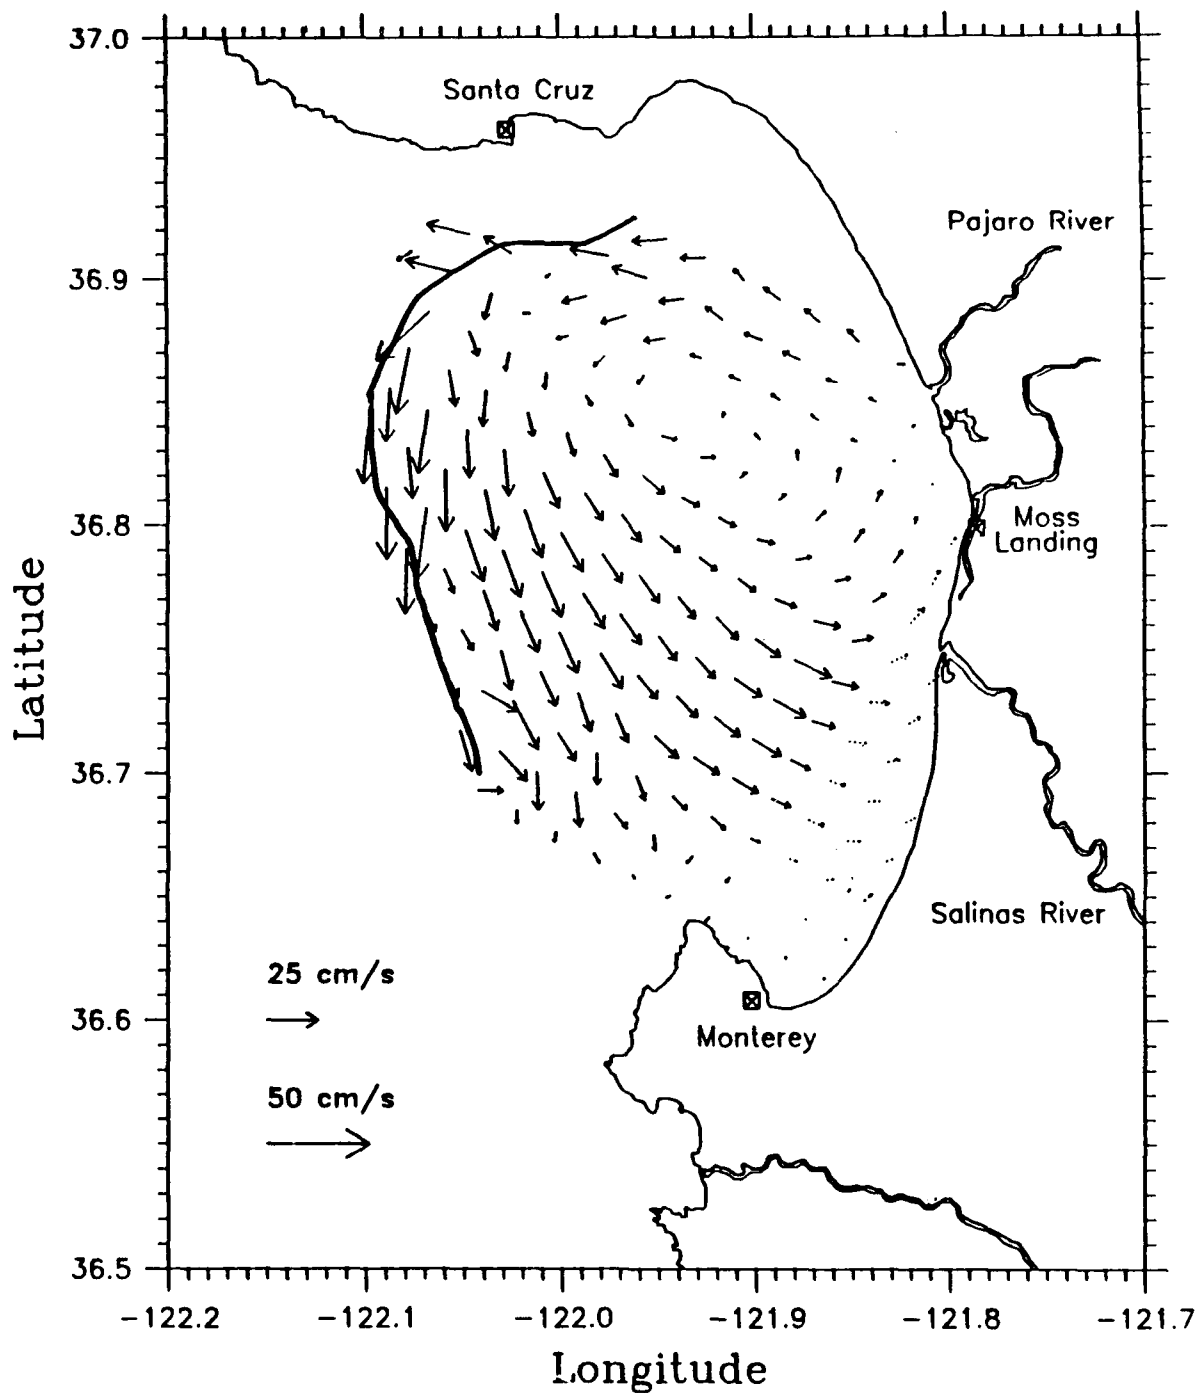 37.0
Santa Cruz
Pajaro River
36.9
36.8
Moss
Landing
Latitude
36.7
Salinas River
25 cm/s
36.6
Monterey
50 cm/s
36.5
-122.2
-122.1
-122.0
-121.9
-121.8
-121.7
Longitude